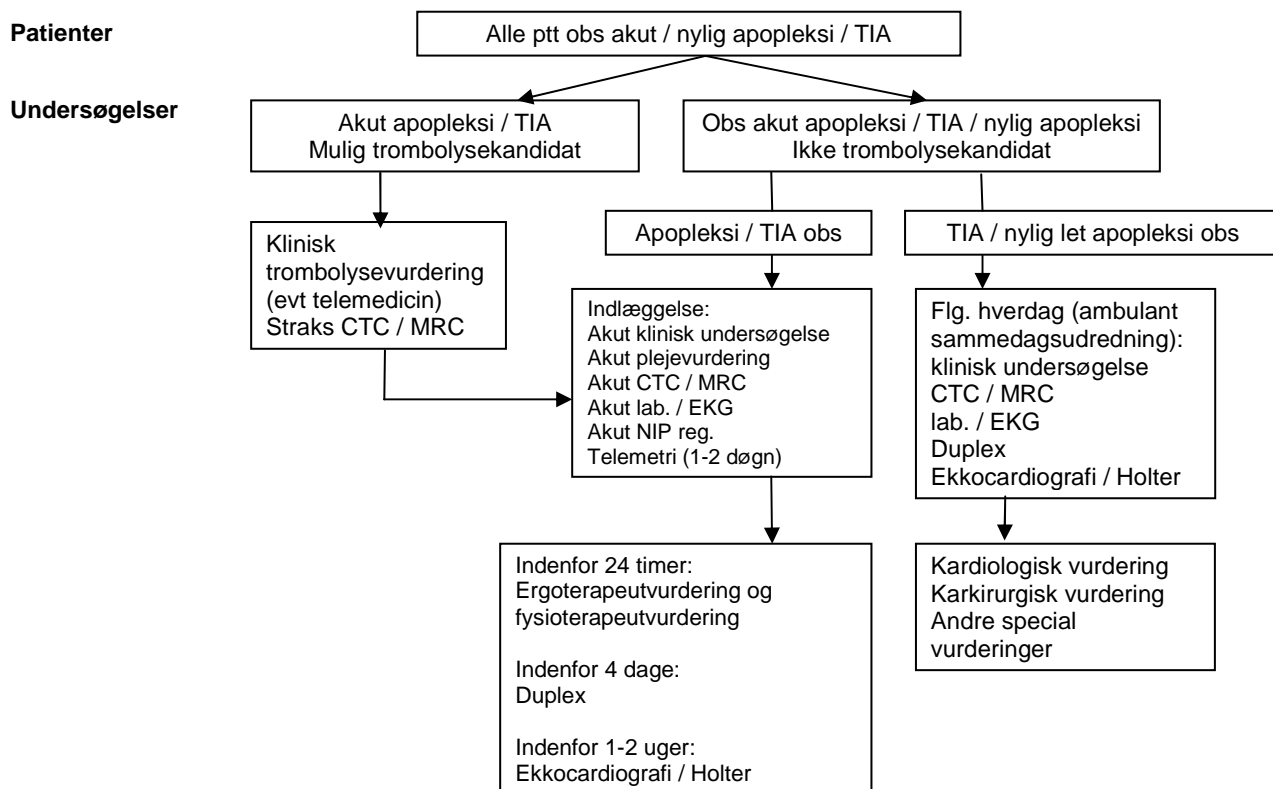 Patienter
Alle ptt obs akut / nylig apopleksi / TIA
Undersøgelser
Akut apopleksi / TIA
Mulig trombolysekandidat
Obs akut apopleksi / TIA / nylig apopleksi
Ikke trombolysekandidat
Klinisk
trombolysevurdering
(evt telemedicin)
Straks CTC / MRC
Apopleksi / TIA obs
TIA / nylig let apopleksi obs
Indlæggelse:
Akut klinisk undersøgelse
Akut plejevurdering
Akut CTC / MRC
Akut lab. / EKG
Akut NIP reg.
Telemetri (1-2 døgn)
Flg. hverdag (ambulant
sammedagsudredning):
klinisk undersøgelse
CTC / MRC
lab. / EKG
Duplex
Ekkocardiografi / Holter
Indenfor 24 timer:
Ergoterapeutvurdering og
fysioterapeutvurdering
Indenfor 4 dage:
Duplex
Indenfor 1-2 uger:
Ekkocardiografi / Holter
Kardiologisk vurdering
Karkirurgisk vurdering
Andre special
vurderinger